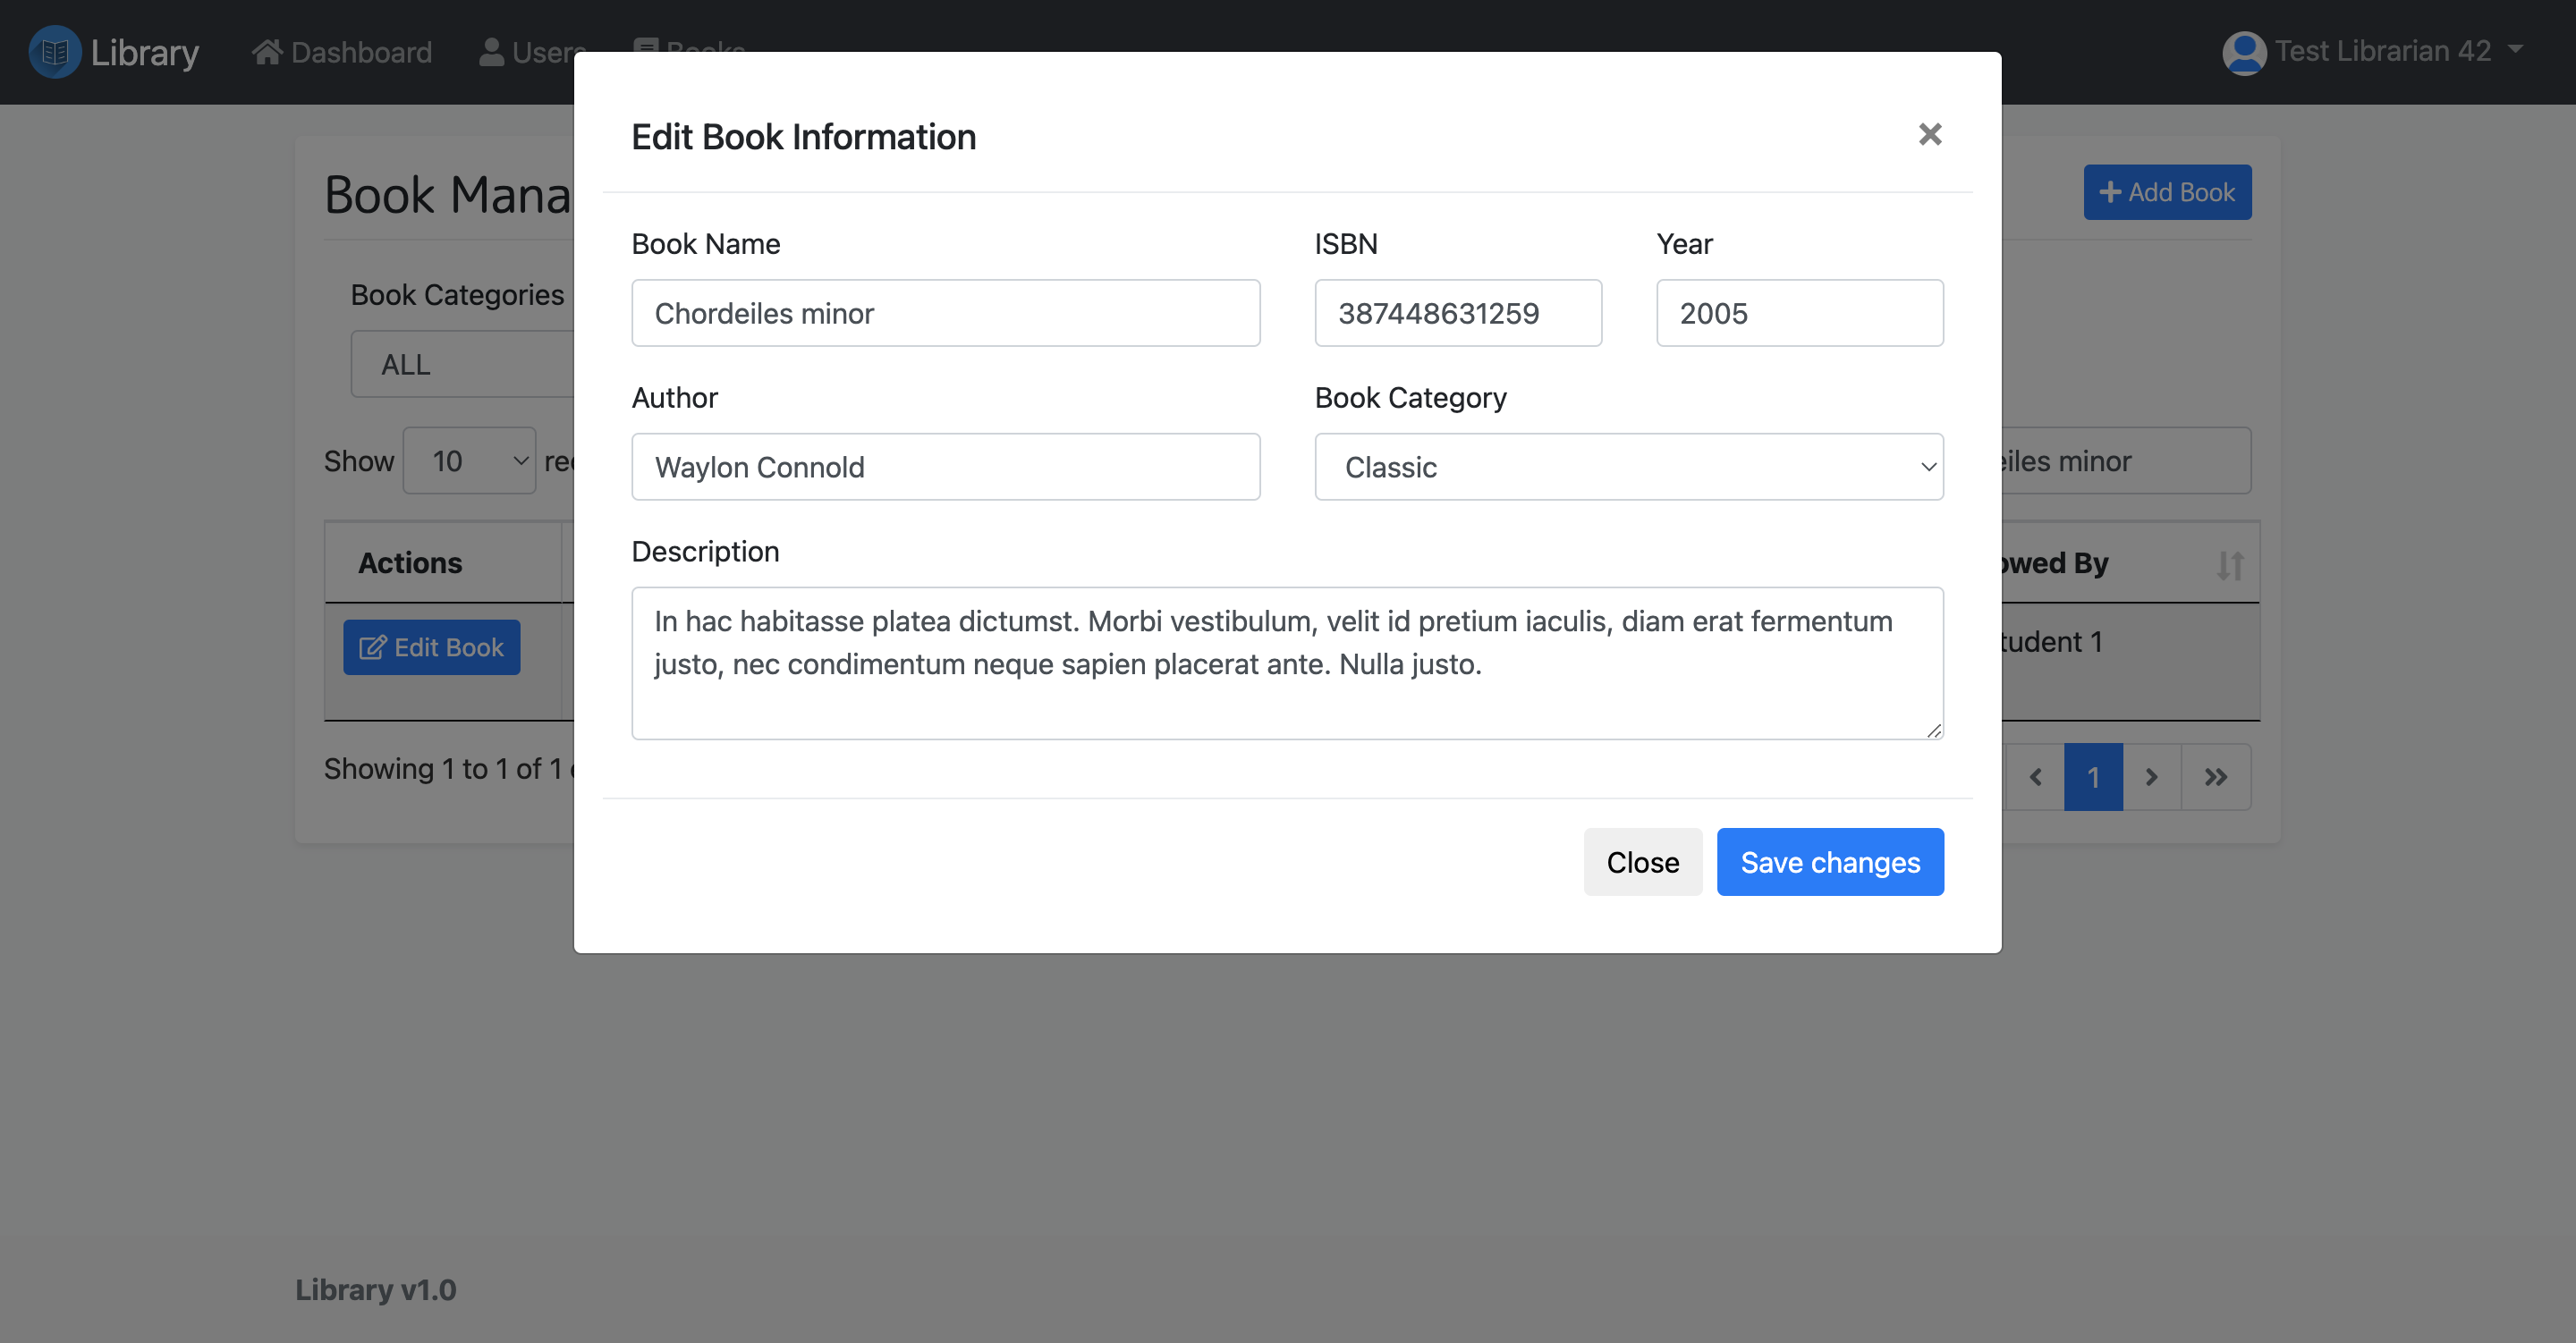 Library Dashboard Users Books Test Librarian 42
Edit Book Information
Book Mana
Add Book
Book Name ISBN Year
Book Categories
Chordeiles minor 387448631259 2005
ALL
Author Book Category
Show 10
Waylon Connold Classic
eiles minor
Description
Actions
owed By
In hac habitasse platea dictumst. Morbi vestibulum, velit id pretium iaculis, diam erat fermentum
justo, nec condimentum neque sapien placerat ante. Nulla justo.
Edit Book
tudent 1
Showing 1 to 1 of 1
1
Close Save changes
Library v1.0